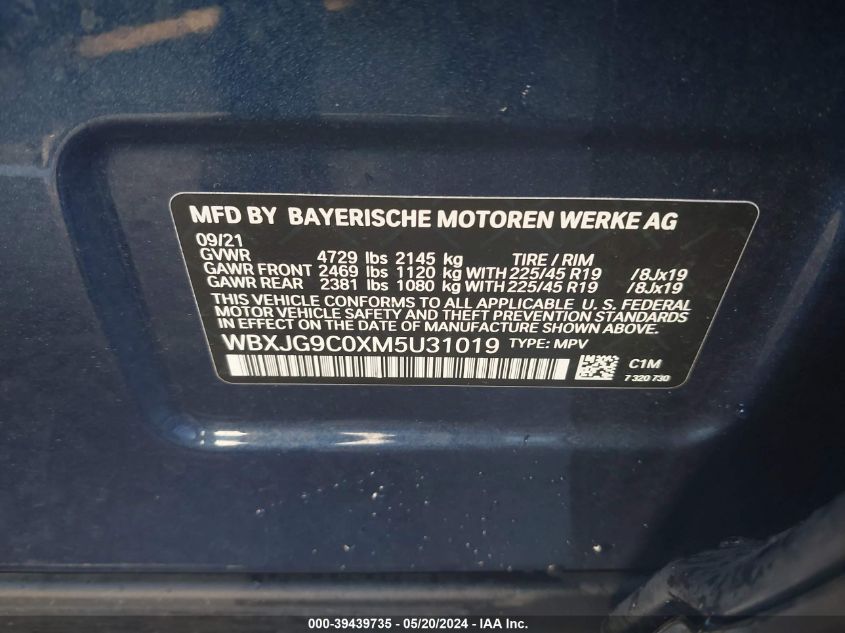 MFD BY BAYERISCHE MOTOREN WERKE AG
09/21
GVWR 4729 lbs 2145 kg TIRE / RIM
GAWR FRONT 2469 lbs 1120 kg WITH 225/45 R19 /8Jx19
GAWR REAR 2381 lbs 1080 kg WITH 225/45 R19 /8Jx19
THIS VEHICLE CONFORMS TO ALL APPLICABLE U. S. FEDERAL
MOTOR VEHICLE SAFETY AND THEFT PREVENTION STANDARDS
IN EFFECT ON THE DATE OF MANUFACTURE SHOWN ABOVE.
WBXJG9C0XM5U31019 TYPE: MPV
C1M
7 320 730
000-39439735 - 05/20/2024 - IAAI